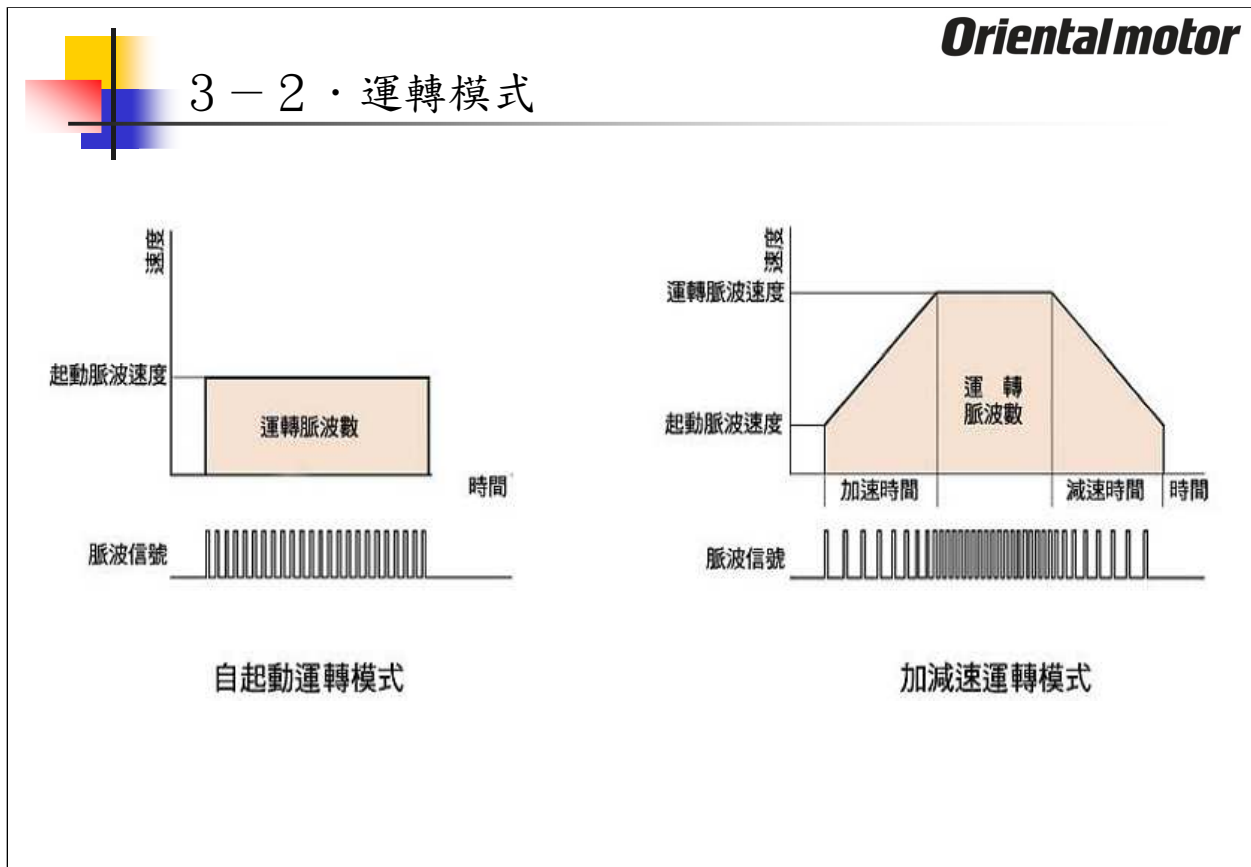 Orientalmotor
3－2．運轉模式
速度
起動脈波速度
運轉脈波數
時間
脈波信號
自起動運轉模式
速度
運轉脈波速度
起動脈波速度
運 轉
脈波數
加速時間
減速時間
時間
脈波信號
加減速運轉模式